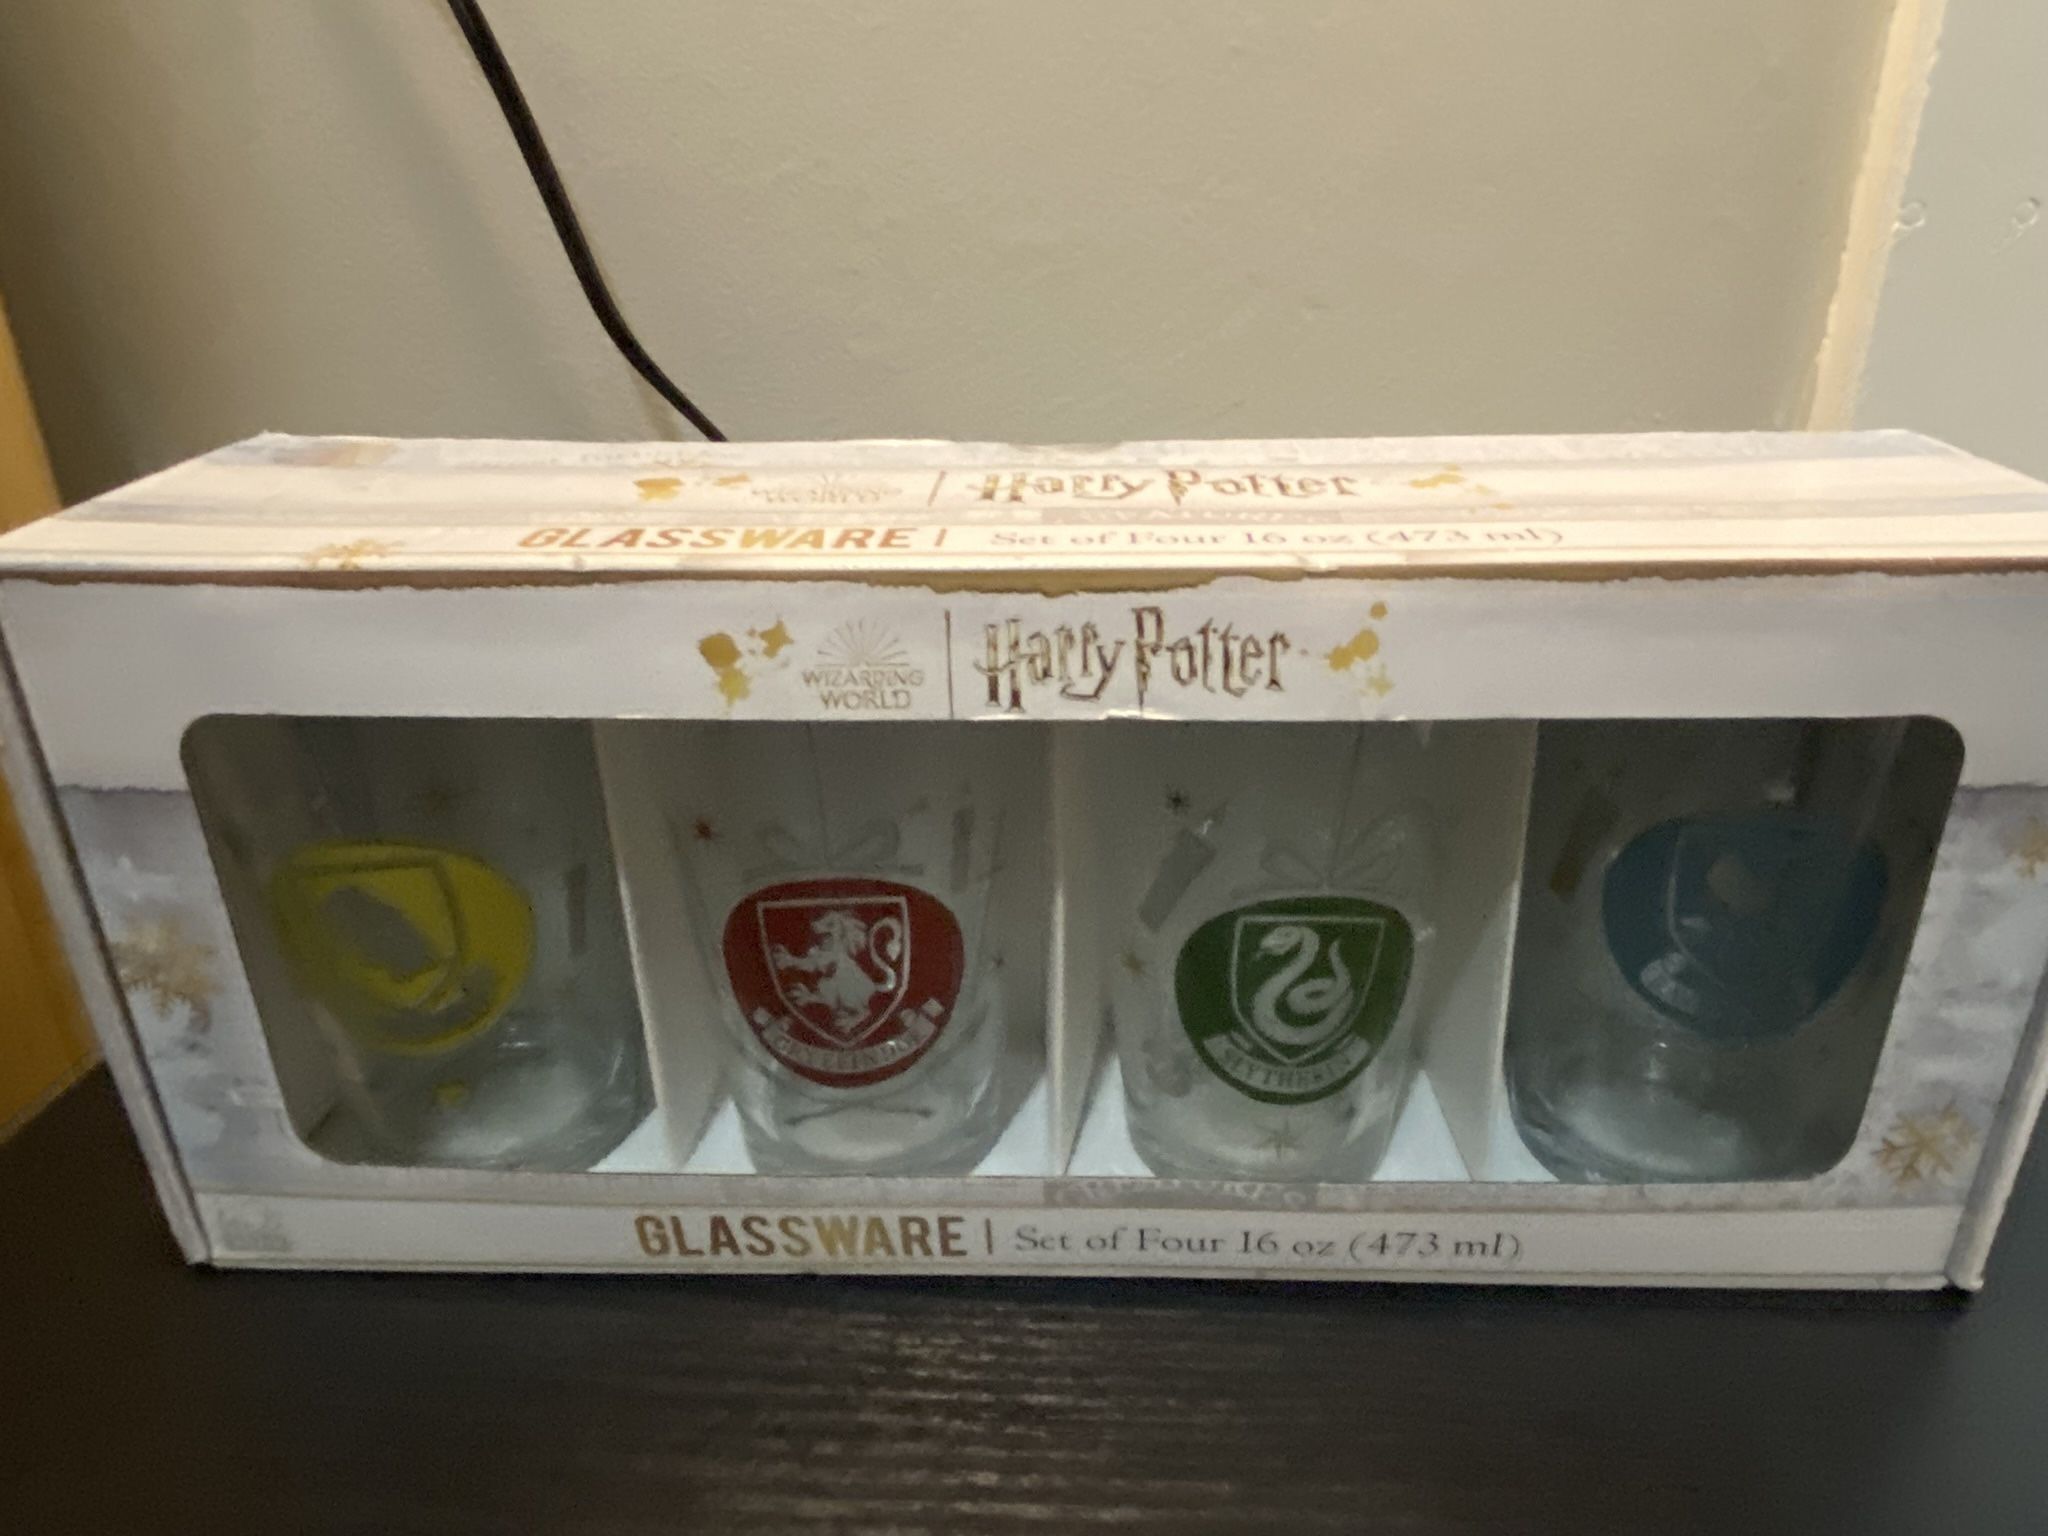 WIZARDING
WORLD
Harry Potter
GLASSWARE | Set of Four 16 oz (473 ml)
WIZARDING
WORLD
Harry Potter
GRYFFINDOR
SLYTHERIN
GLASSWARE | Set of Four 16 oz (473 ml)